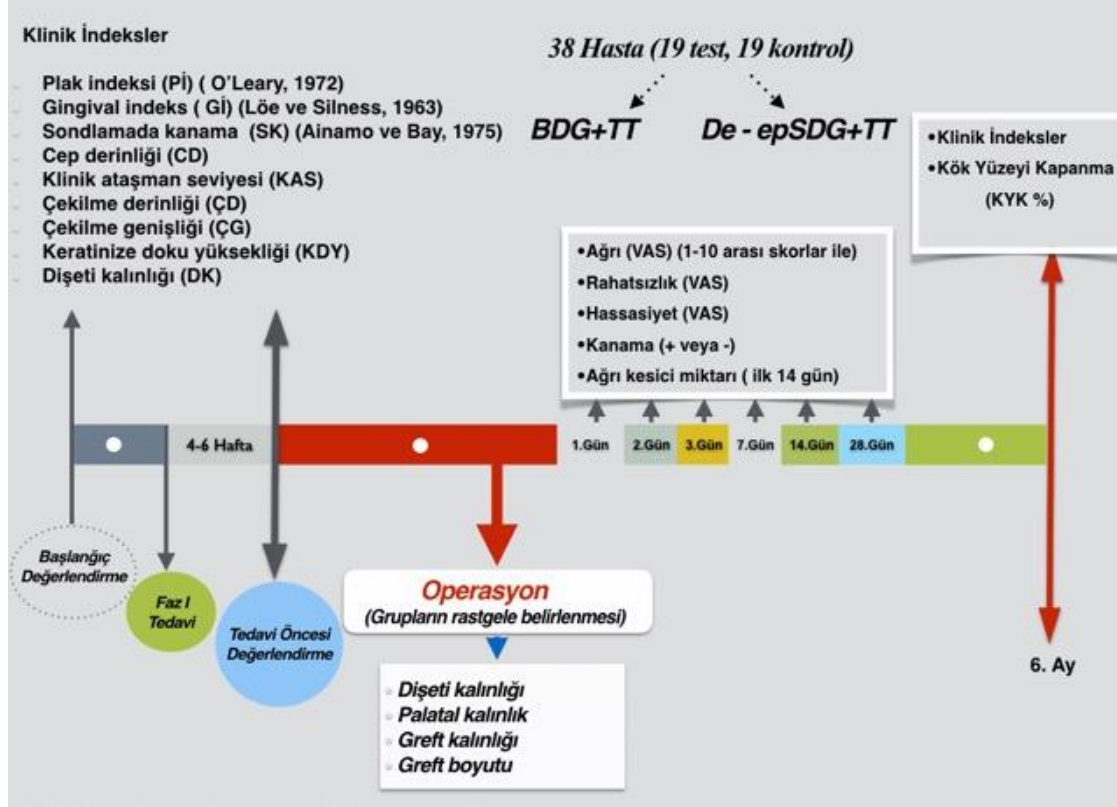 Klinik İndeksler
Plak indeksi (Pİ) ( O'Leary, 1972)
Gingival indeks ( Gİ) (Löe ve Silness, 1963)
Sondlamada kanama (SK) (Ainamo ve Bay, 1975)
Cep derinliği (CD)
Klinik ataşman seviyesi (KAS)
Çekilme derinliği (ÇD)
Çekilme genişliği (ÇG)
Keratinize doku yüksekliği (KDY)
Dişeti kalınlığı (DK)
38 Hasta (19 test, 19 kontrol)
BDG+TT De - epSDG+TT
•Klinik İndeksler
•Kök Yüzeyi Kapanma
(KYK %)
•Ağrı (VAS) (1-10 arası skorlar ile)
•Rahatsızlık (VAS)
•Hassasiyet (VAS)
•Kanama (+ veya -)
•Ağrı kesici miktarı ( ilk 14 gün)
4-6 Hafta 1.Gün 2.Gün 3.Gün 7.Gün 14.Gün 28.Gün
Başlanğıç
Değerlendirme
Faz I
Tedavi
Tedavi Öncesi
Değerlendirme
Operasyon
(Grupların rastgele belirlenmesi)
Dişeti kalınlığı
Palatal kalınlık
Greft kalınlığı
Greft boyutu
6. Ay